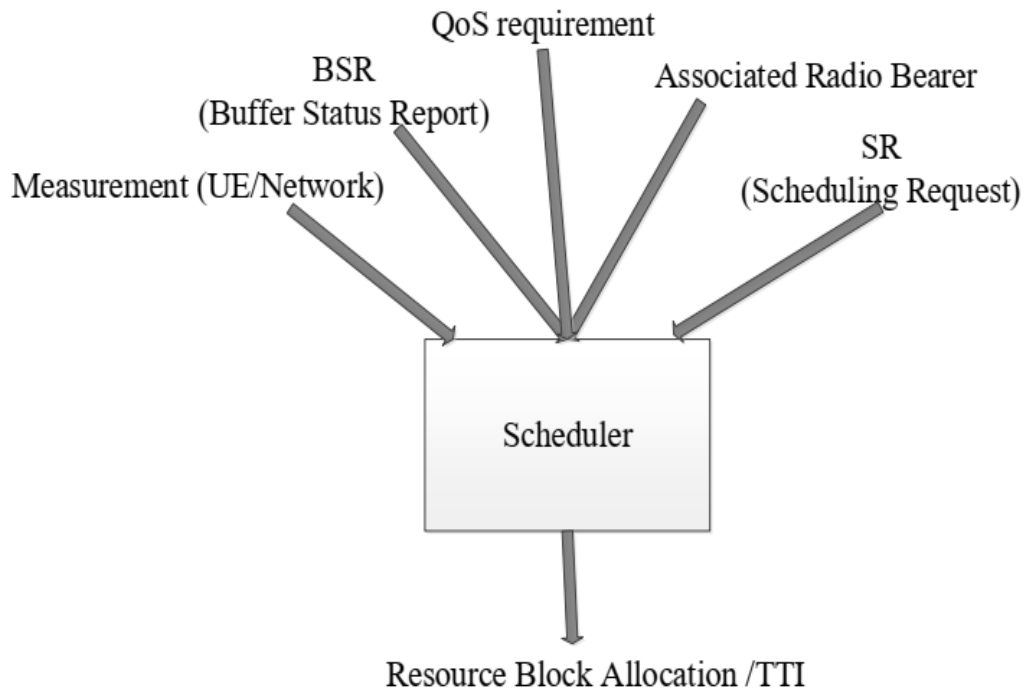 QoS requirement
BSR
(Buffer Status Report)
Associated Radio Bearer
SR
(Scheduling Request)
Measurement (UE/Network)
Scheduler
Resource Block Allocation /TTI